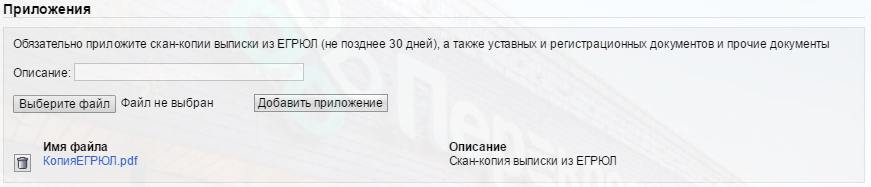 Приложения
Обязательно приложите скан-копии выписки из ЕГРЮЛ (не позднее 30 дней), а также уставных и регистрационных документов и прочие документы
Описание:
Выберите файл Файл не выбран Добавить приложение
Имя файла Описание
КопияЕГРЮЛ.pdf Скан-копия выписки из ЕГРЮЛ